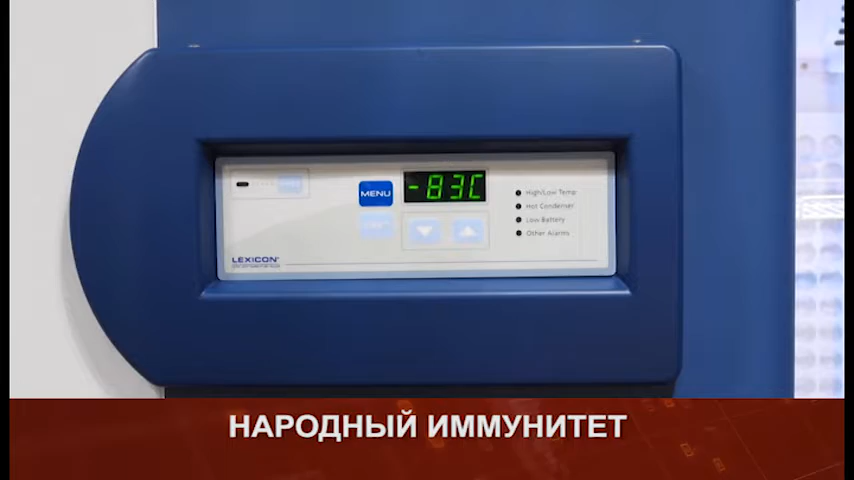 MENU
-83C
High/Low Temp
Hot Condenser
Low Battery
Other Alarms
LEXICON
НАРОДНЫЙ ИММУНИТЕТ